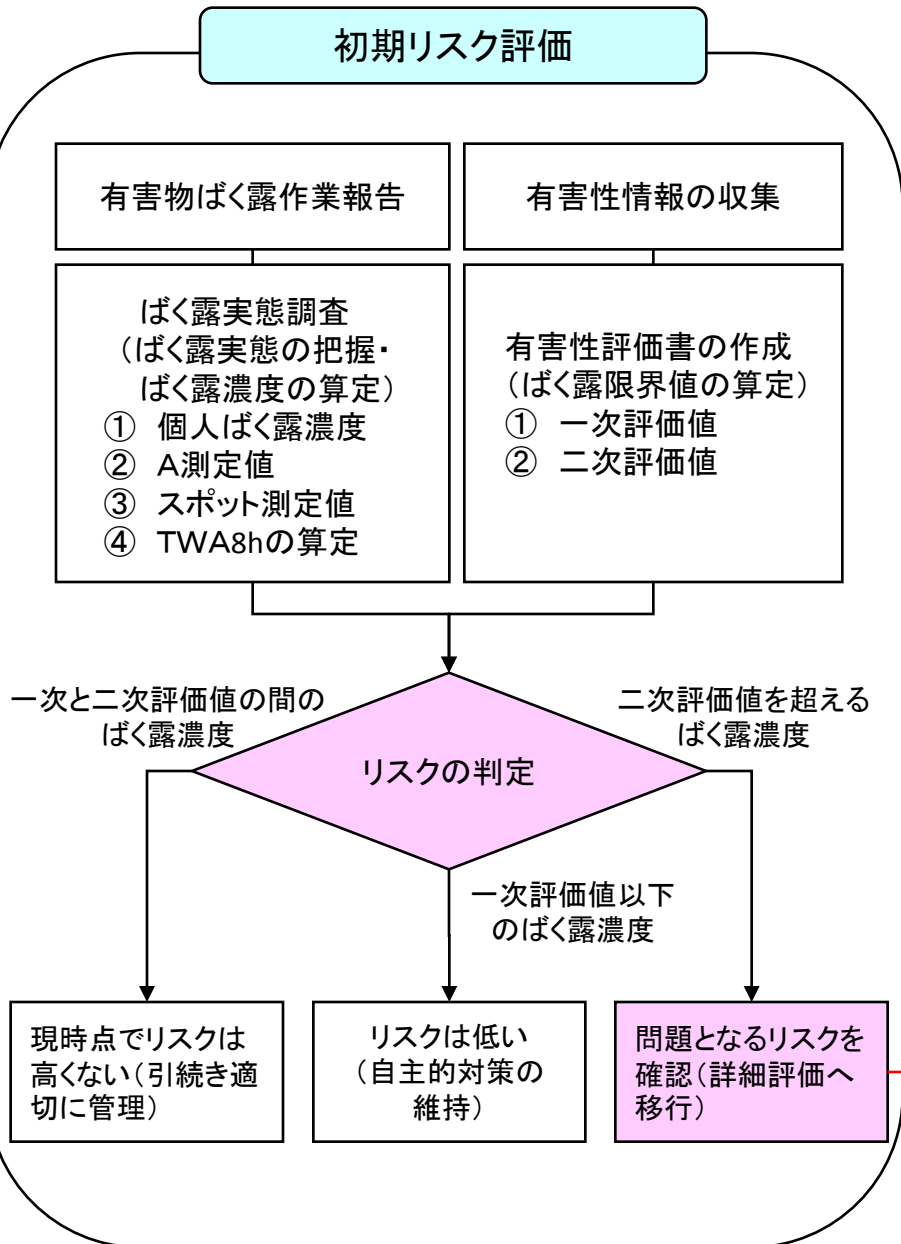 初期リスク評価
有害物ばく露作業報告
有害性情報の収集
ばく露実態調査
(ばく露実態の把握・
ばく露濃度の算定)
① 個人ばく露濃度
② A測定値
③ スポット測定値
④ TWA8hの算定
有害性評価書の作成
(ばく露限界値の算定)
① 一次評価値
② 二次評価値
一次と二次評価値の間の
ばく露濃度
二次評価値を超える
ばく露濃度
リスクの判定
一次評価値以下
のばく露濃度
現時点でリスクは
高くない(引続き適
切に管理)
リスクは低い
(自主的対策の
維持)
問題となるリスクを
確認(詳細評価へ
移行)